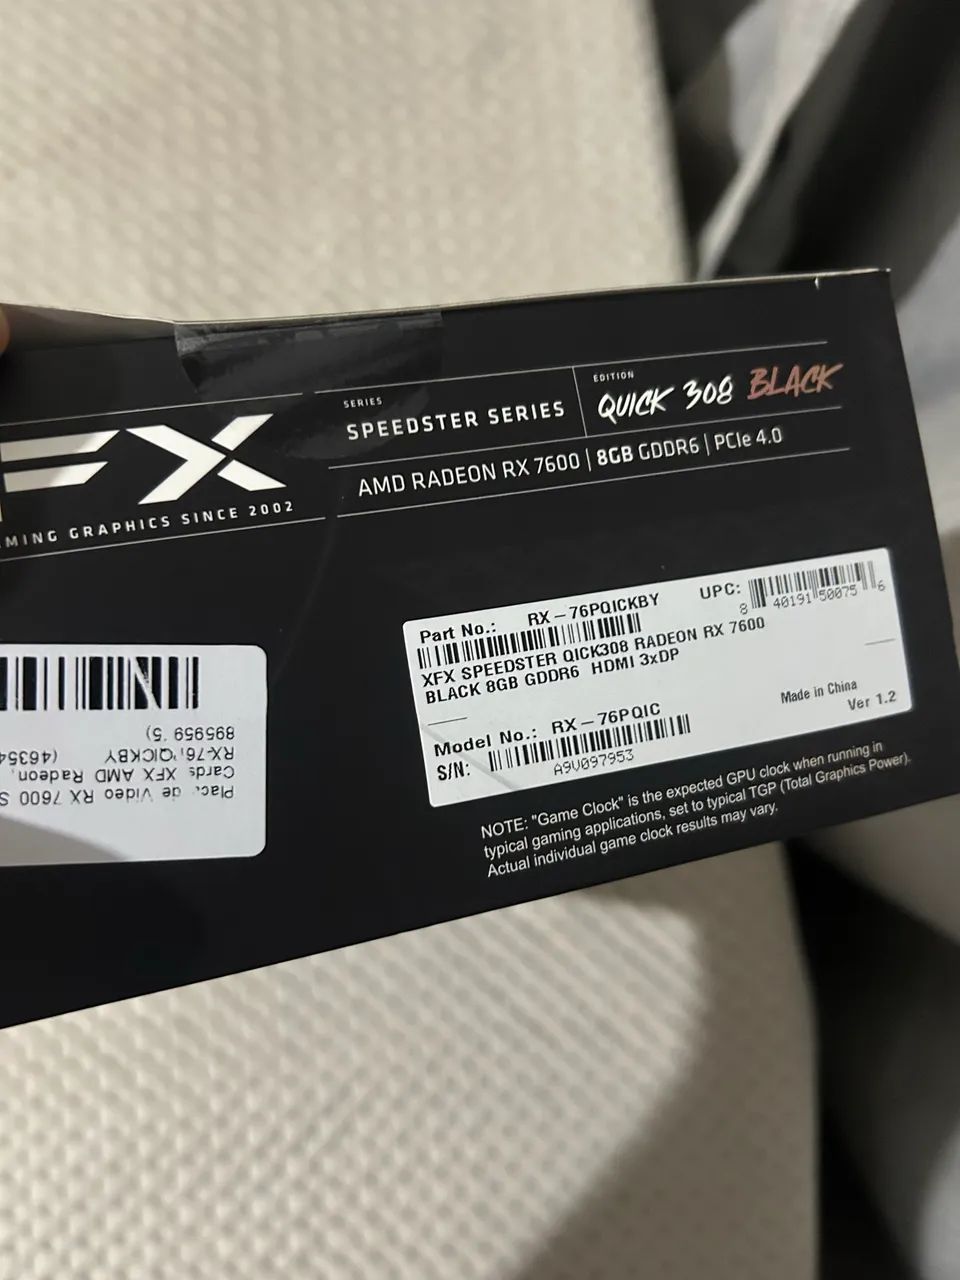 FX
MING GRAPHICS SINCE 2002
SERIES
SPEEDSTER SERIES
EDITION
QUICK 308 BLACK
AMD RADEON RX 7600 | 8GB GDDR6 | PCIe 4.0
Part No.: RX-76PQICKBY
UPC: 8 40191 50075 6
XFX SPEEDSTER QICK308 RADEON RX 7600
BLACK 8GB GDDR6 HDMI 3xDP
Made in China
Ver 1.2
Model No.: RX-76PQIC
S/N: A9V097953
NOTE: "Game Clock" is the expected GPU clock when running in
typical gaming applications, set to typical TGP (Total Graphics Power).
Actual individual game clock results may vary.
de Video RX 7600 S
Cards XFX AMD Radeon,